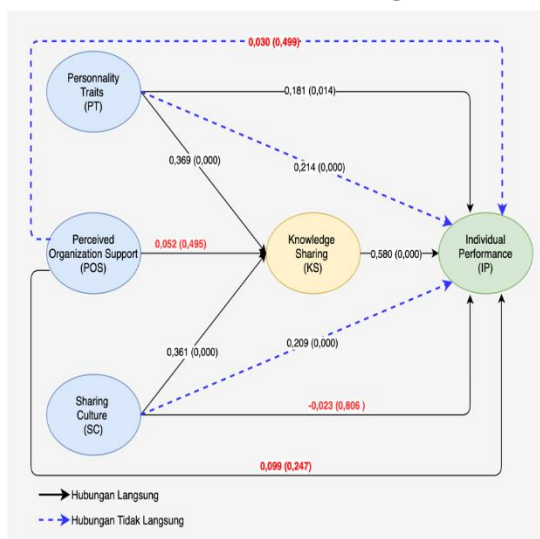 0,030 (0,499)
Personnality
Traits
(PT)
0,181 (0,014)
0,369 (0,000)
0,214 (0,000)
Perceived
Organization Support
(POS)
0,052 (0,495)
Knowledge
Sharing
(KS)
0,580 (0,000)
Individual
Performance
(IP)
0,361 (0,000)
0,209 (0,000)
Sharing
Culture
(SC)
-0,023 (0,806 )
0,099 (0,247)
Hubungan Langsung
Hubungan Tidak Langsung